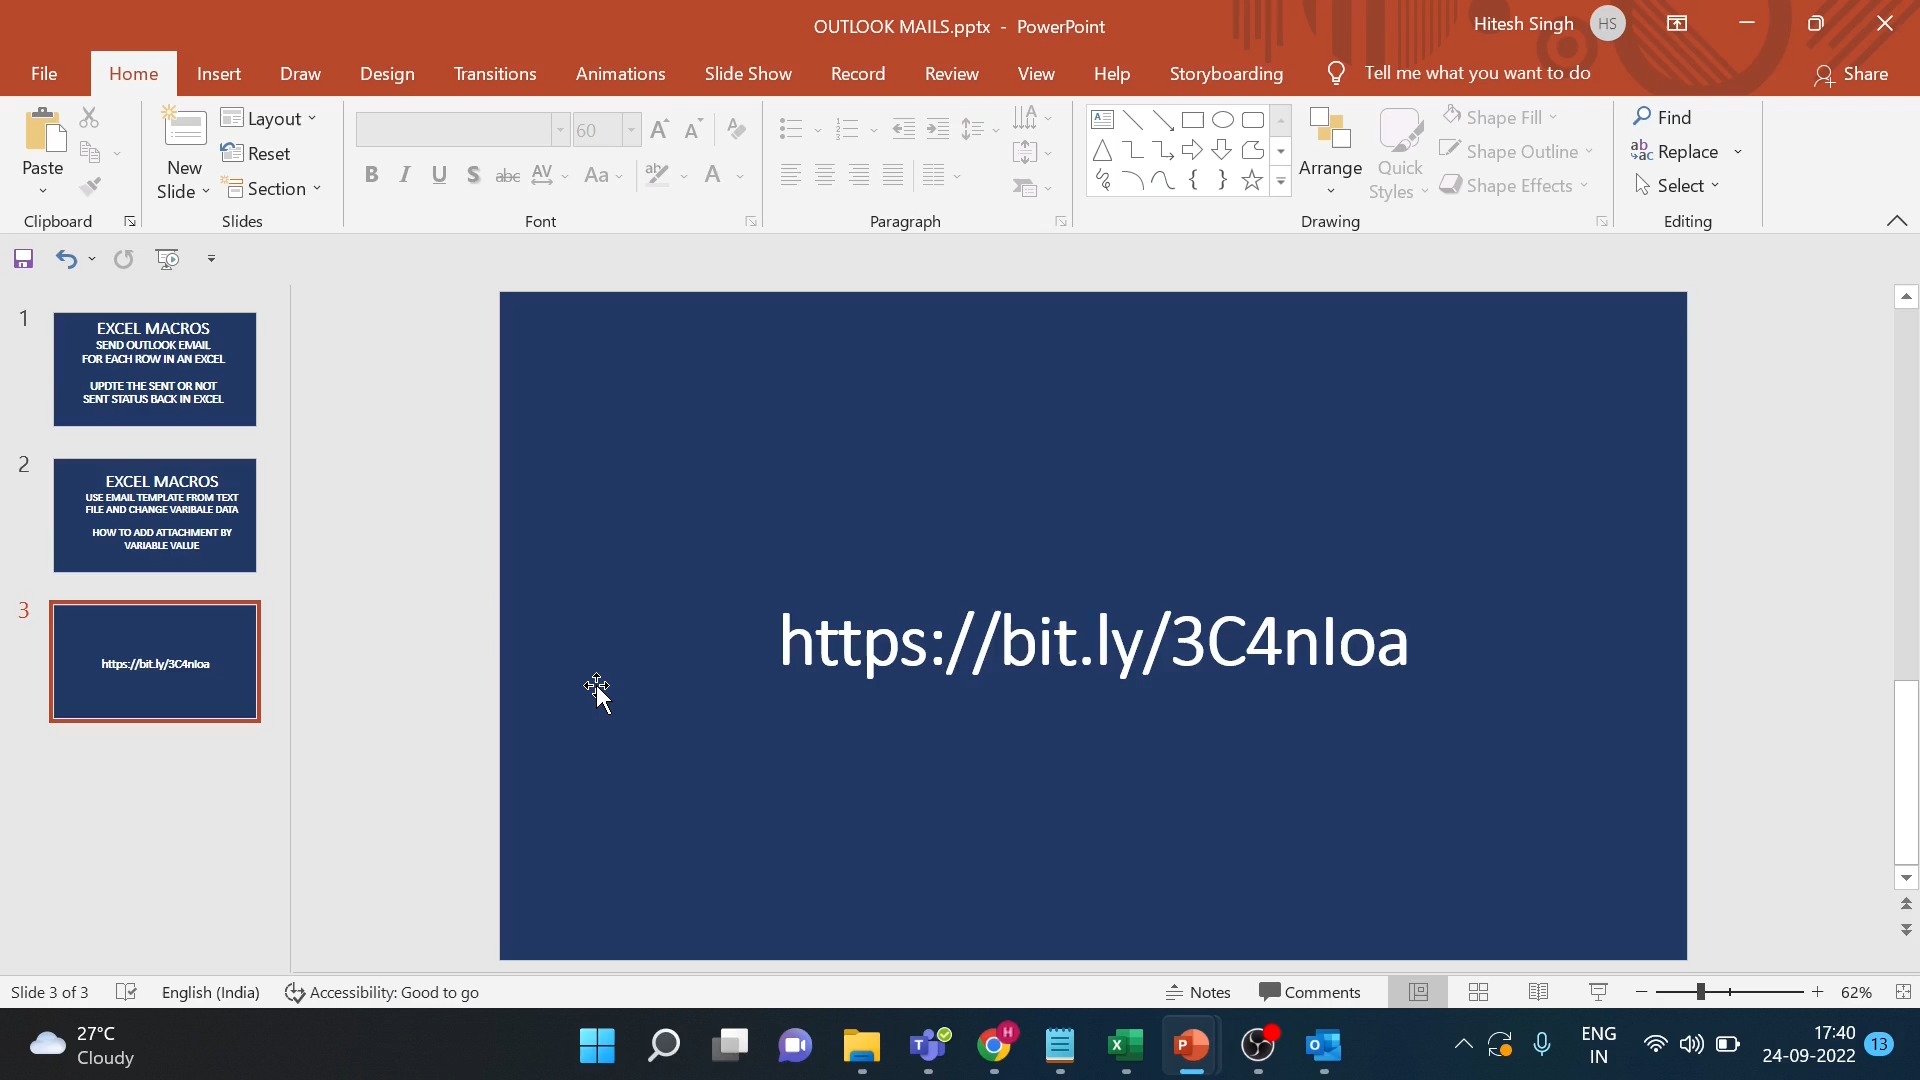 OUTLOOK MAILS.pptx - PowerPoint
Hitesh Singh HS
File Home Insert Draw Design Transitions Animations Slide Show Record Review View Help Storyboarding Tell me what you want to do Share
Paste
Clipboard
New
Slide
Layout
Reset
Section
Slides
60
Font
Paragraph
Arrange
Quick
Styles
Shape Fill
Shape Outline
Shape Effects
Drawing
Find
Replace
Select
Editing
1
EXCEL MACROS
SEND OUTLOOK EMAIL
FOR EACH ROW IN AN EXCEL
UPDTE THE SENT OR NOT
SENT STATUS BACK IN EXCEL
2
EXCEL MACROS
USE EMAIL TEMPLATE FROM TEXT
FILE AND CHANGE VARIBALE DATA
HOW TO ADD ATTACHMENT BY
VARIABLE VALUE
3
https://bit.ly/3C4nIoa
https://bit.ly/3C4nIoa
Slide 3 of 3 English (India) Accessibility: Good to go Notes Comments 62%
27°C
Cloudy
ENG
IN
17:40
24-09-2022
13